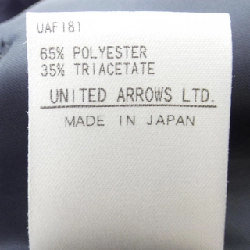 UAF181
65% POLYESTER
35% TRIACETATE
UNITED ARROWS LTD.
MADE IN JAPAN